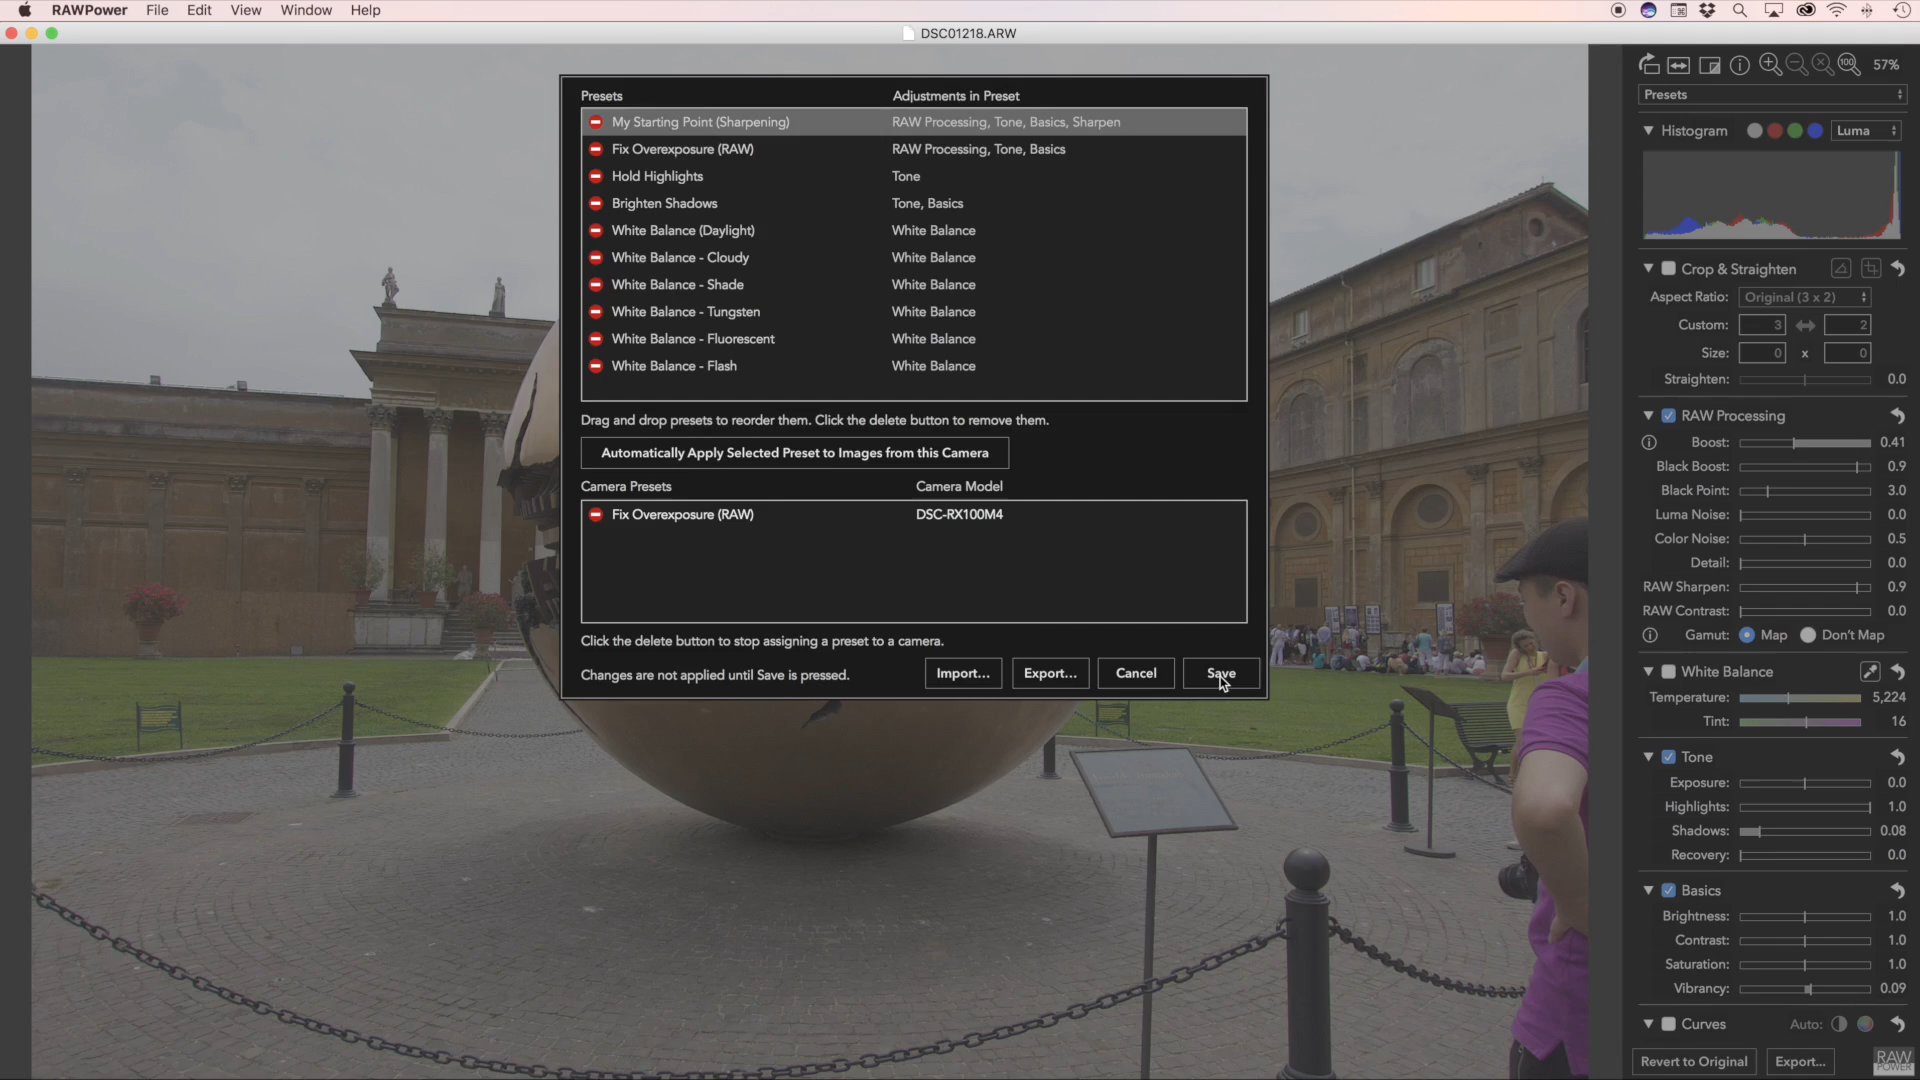 RAWPower File Edit View Window Help
DSC01218.ARW
57%
Presets
Histogram Luma
Crop & Straighten
Aspect Ratio: Original (3 x 2)
Custom: 3 2
Size: 0 x 0
Straighten: 0.0
RAW Processing
Boost: 0.41
Black Boost: 0.9
Black Point: 3.0
Luma Noise: 0.0
Color Noise: 0.5
Detail: 0.0
RAW Sharpen: 0.9
RAW Contrast: 0.0
Gamut: Map Don't Map
White Balance
Temperature: 5,224
Tint: 16
Tone
Exposure: 0.0
Highlights: 1.0
Shadows: 0.08
Recovery: 0.0
Basics
Brightness: 1.0
Contrast: 1.0
Saturation: 1.0
Vibrancy: 0.09
Curves Auto:
Revert to Original Export... RAW POWER
Presets Adjustments in Preset
My Starting Point (Sharpening) RAW Processing, Tone, Basics, Sharpen
Fix Overexposure (RAW) RAW Processing, Tone, Basics
Hold Highlights Tone
Brighten Shadows Tone, Basics
White Balance (Daylight) White Balance
White Balance - Cloudy White Balance
White Balance - Shade White Balance
White Balance - Tungsten White Balance
White Balance - Fluorescent White Balance
White Balance - Flash White Balance
Drag and drop presets to reorder them. Click the delete button to remove them.
Automatically Apply Selected Preset to Images from this Camera
Camera Presets Camera Model
Fix Overexposure (RAW) DSC-RX100M4
Click the delete button to stop assigning a preset to a camera.
Changes are not applied until Save is pressed. Import... Export... Cancel Save